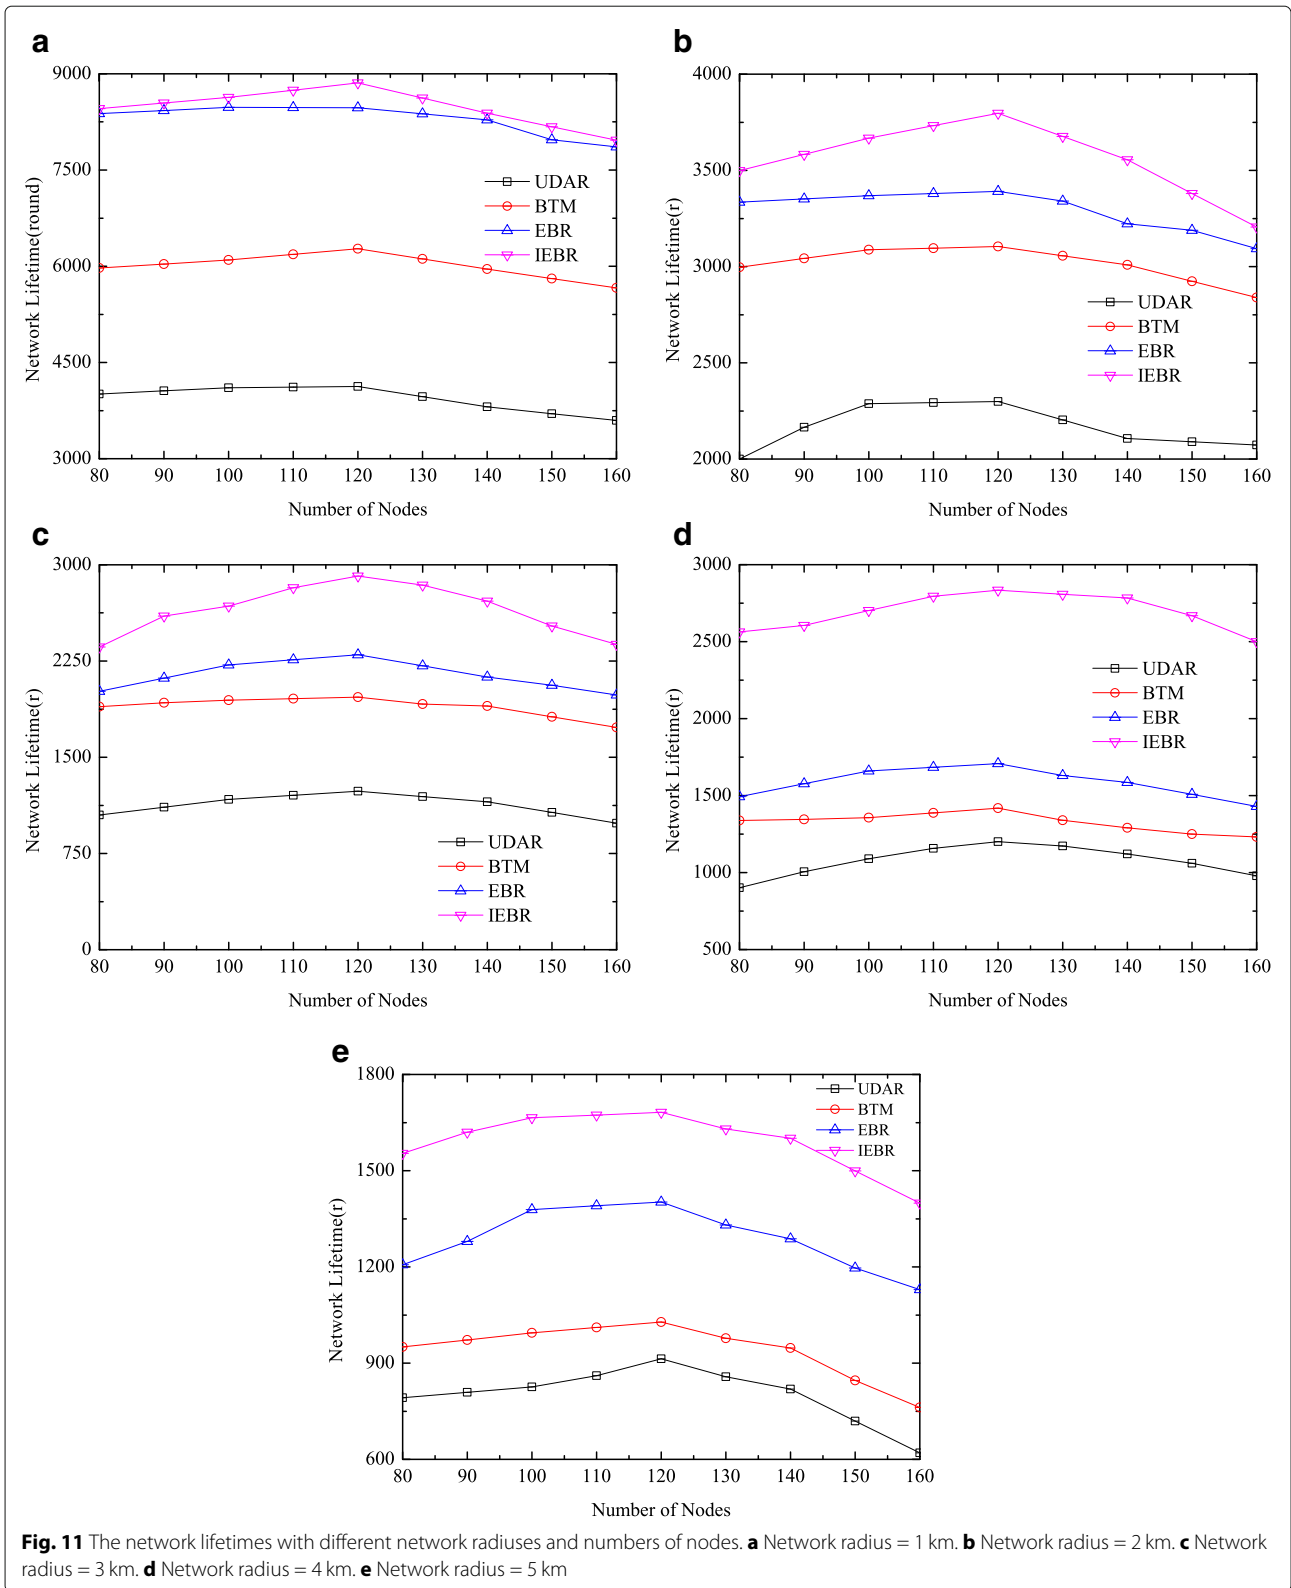 a
9000
7500
6000
4500
3000
Network Lifetime(round)
UDAR
BTM
EBR
IEBR
80 90 100 110 120 130 140 150 160
Number of Nodes
b
4000
3500
3000
2500
2000
Network Lifetime(r)
UDAR
BTM
EBR
IEBR
80 90 100 110 120 130 140 150 160
Number of Nodes
c
3000
2250
1500
750
0
Network Lifetime(r)
UDAR
BTM
EBR
IEBR
80 90 100 110 120 130 140 150 160
Number of Nodes
d
3000
2500
2000
1500
1000
500
Network Lifetime(r)
UDAR
BTM
EBR
IEBR
80 90 100 110 120 130 140 150 160
Number of Nodes
e
1800
1500
1200
900
600
Network Lifetime(r)
UDAR
BTM
EBR
IEBR
80 90 100 110 120 130 140 150 160
Number of Nodes
Fig. 11 The network lifetimes with different network radiuses and numbers of nodes. a Network radius = 1 km. b Network radius = 2 km. c Network
radius = 3 km. d Network radius = 4 km. e Network radius = 5 km